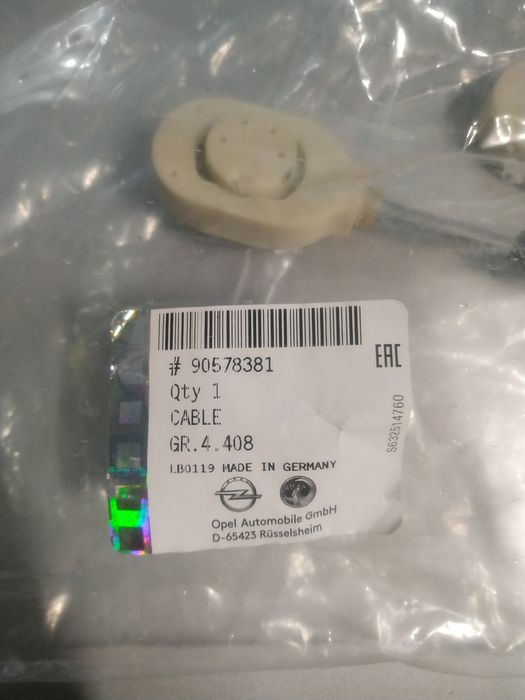 # 90578381
EAC
Qty 1
CABLE
GR.4.408
LB0119 MADE IN GERMANY
S632514760
Opel Automobile GmbH
D-65423 Rüsselsheim